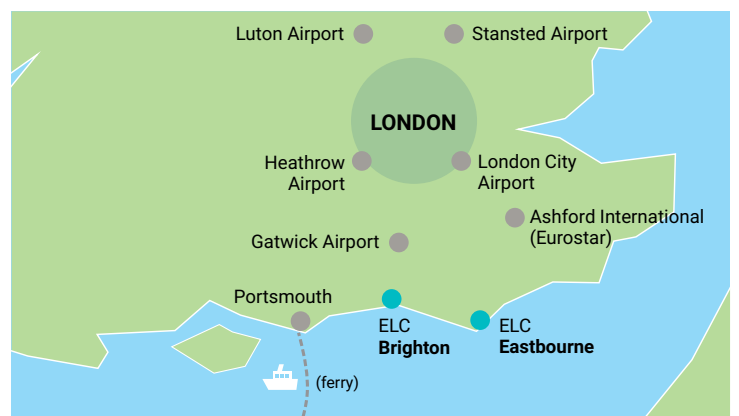 Luton Airport
Stansted Airport
LONDON
Heathrow
Airport
London City
Airport
Ashford International
(Eurostar)
Gatwick Airport
Portsmouth
ELC
Brighton
ELC
Eastbourne
(ferry)